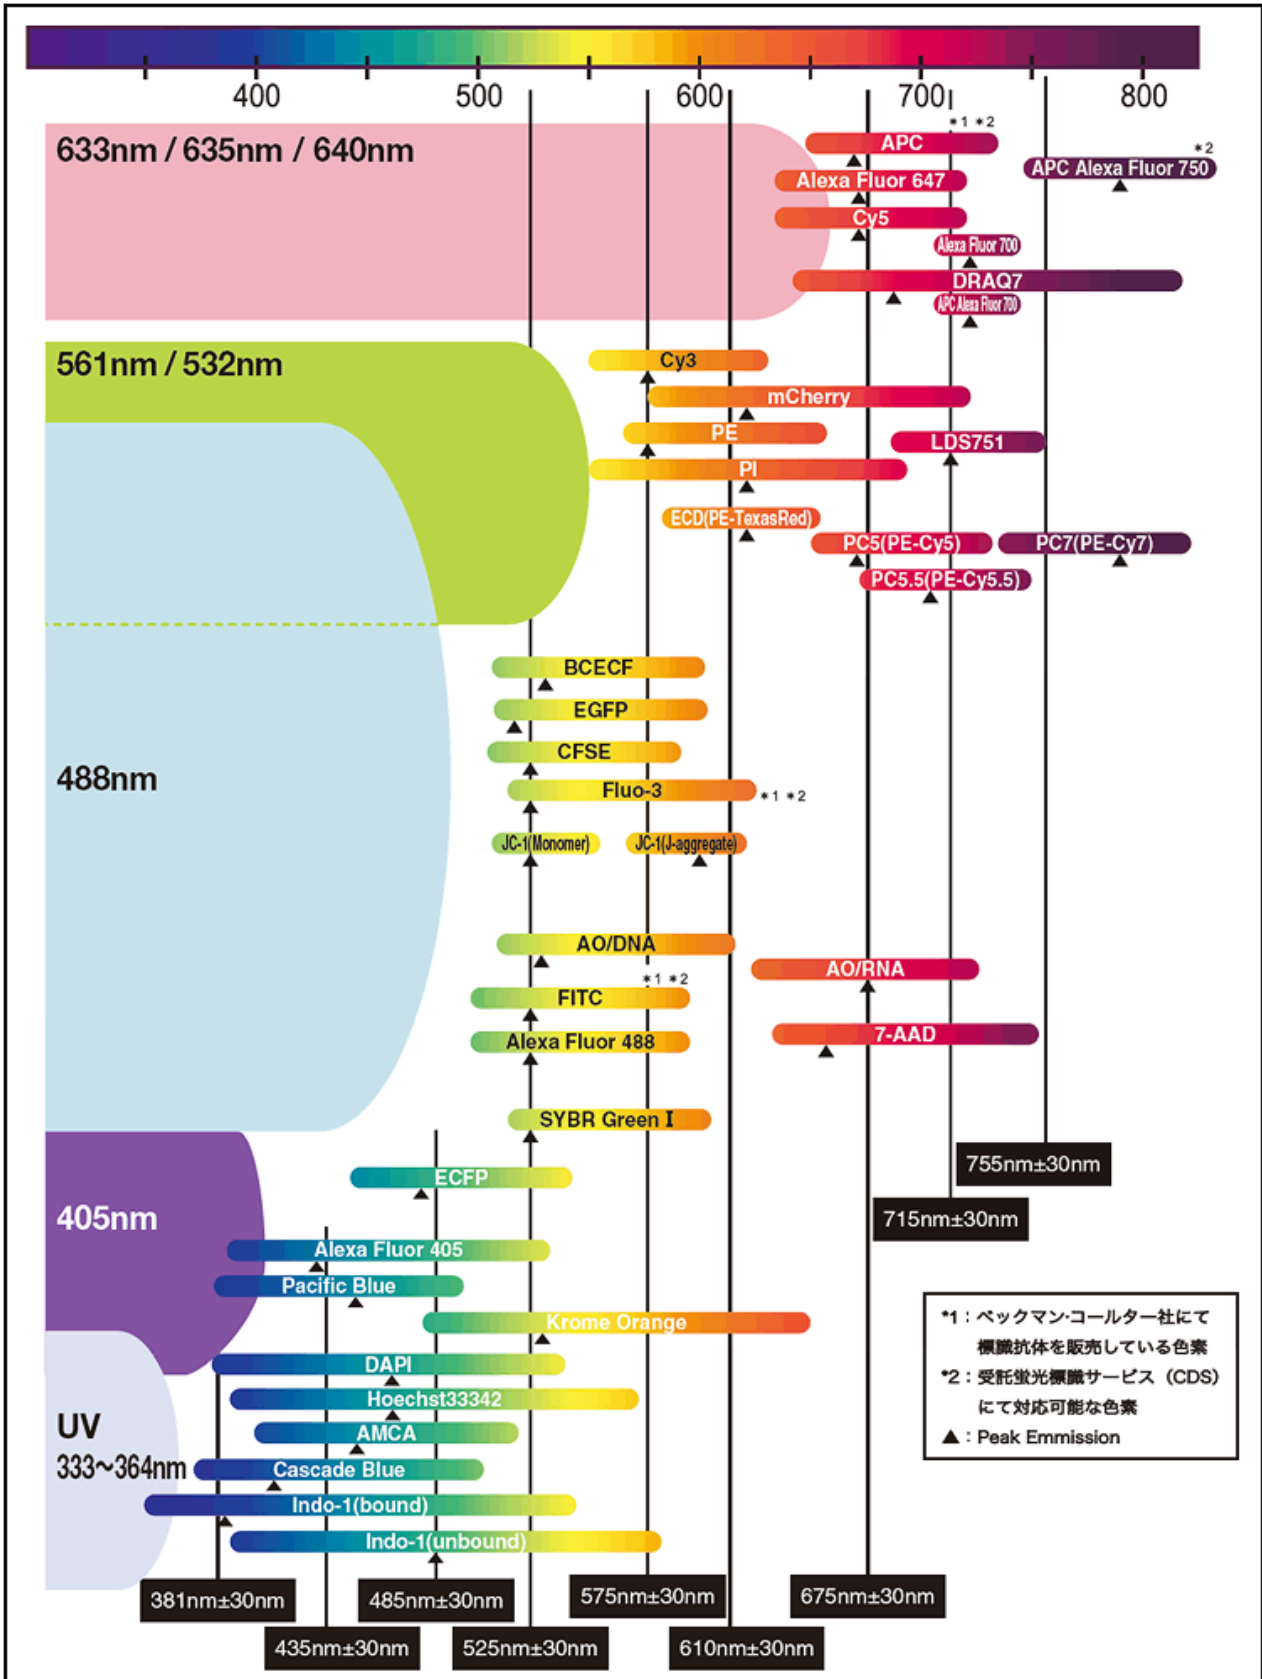 400 500 600 700 800
*1 *2
633nm / 635nm / 640nm
APC
*2
APC Alexa Fluor 750
Alexa Fluor 647
Cy5
Alexa Fluor 700
DRAQ7
APC Alexa Fluor 700
561nm / 532nm
Cy3
mCherry
PE
LDS751
PI
ECD(PE-TexasRed)
PC5(PE-Cy5)
PC7(PE-Cy7)
PC5.5(PE-Cy5.5)
BCECF
EGFP
CFSE
488nm
Fluo-3
*1 *2
JC-1(Monomer)
JC-1(J-aggregate)
AO/DNA
AO/RNA
*1 *2
FITC
7-AAD
Alexa Fluor 488
SYBR Green I
755nm±30nm
ECFP
405nm
715nm±30nm
Alexa Fluor 405
Pacific Blue
Krome Orange
*1：ベックマン・コールター社にて
標識抗体を販売している色素
*2：受託蛍光標識サービス（CDS）
にて対応可能な色素
▲：Peak Emmission
DAPI
Hoechst33342
UV
333～364nm
AMCA
Cascade Blue
Indo-1(bound)
Indo-1(unbound)
381nm±30nm
485nm±30nm
575nm±30nm
675nm±30nm
435nm±30nm
525nm±30nm
610nm±30nm